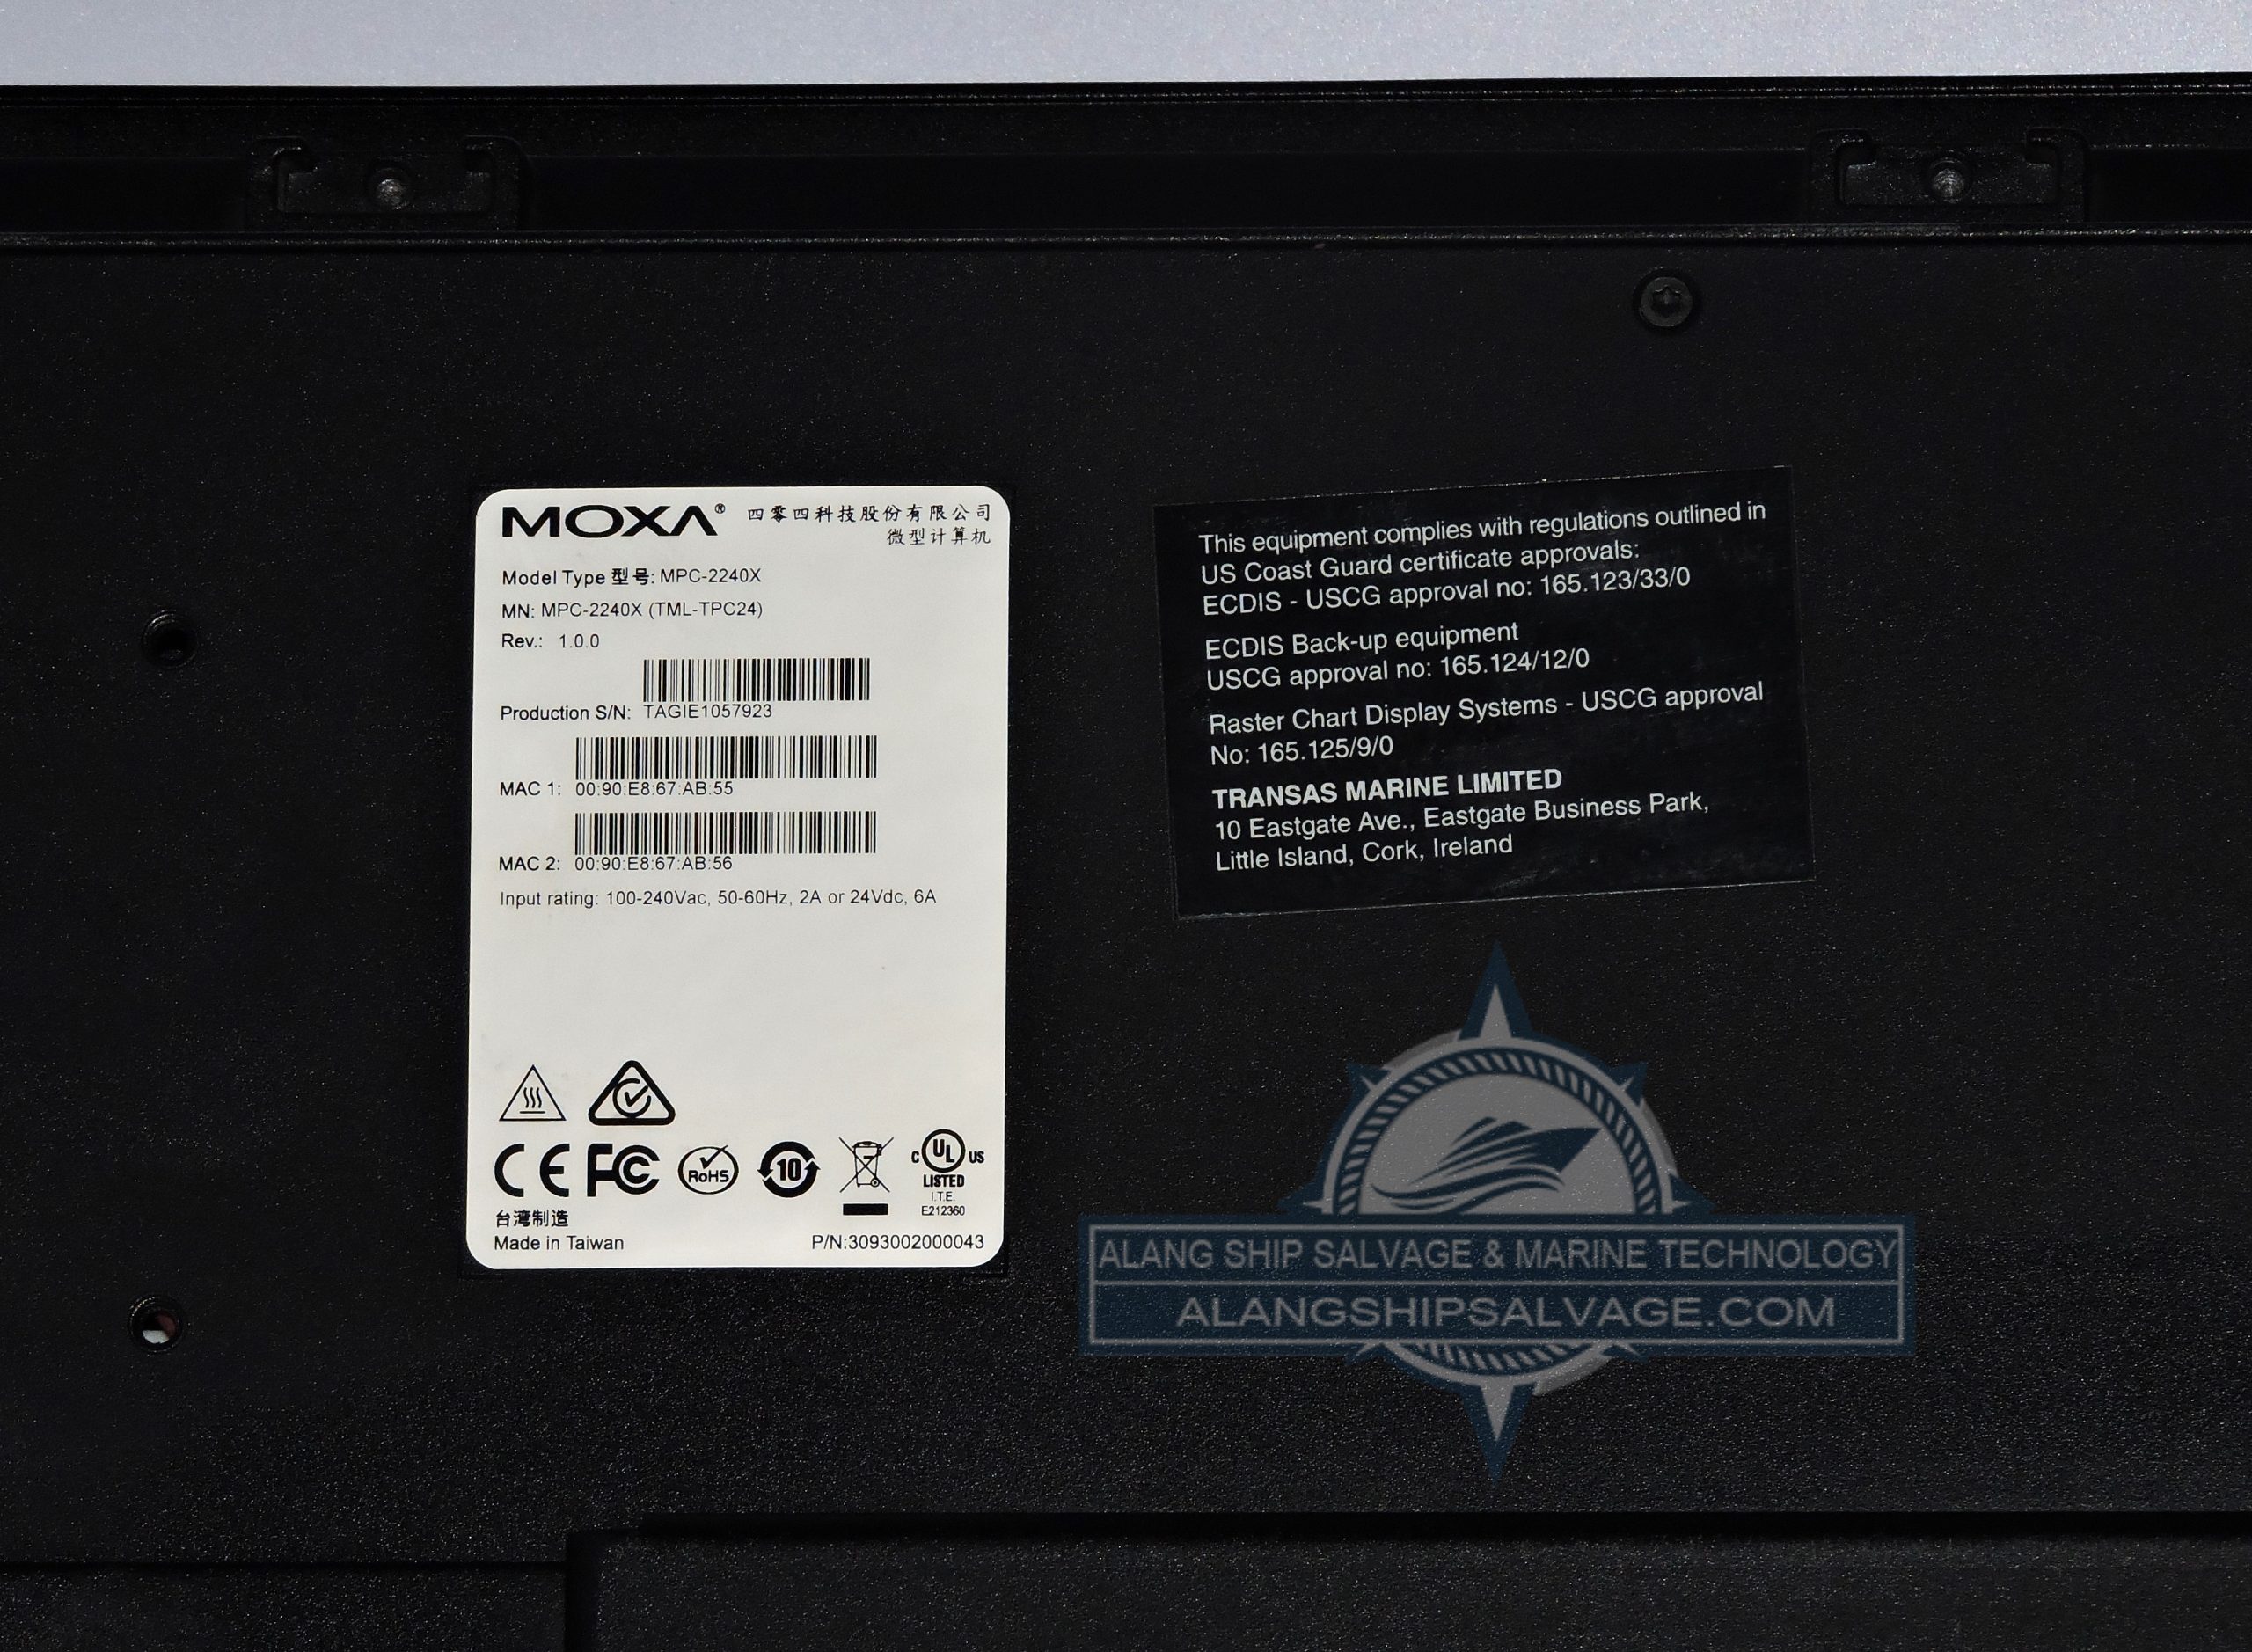 MOXA® 四零四科技股份有限公司
微型计算机
Model Type 型号: MPC-2240X
MN: MPC-2240X (TML-TPC24)
Rev.: 1.0.0
Production S/N: TAGIE1057923
MAC 1: 00:90:E8:67:AB:55
MAC 2: 00:90:E8:67:AB:56
Input rating: 100-240Vac, 50-60Hz, 2A or 24Vdc, 6A
CE FC RoHS 10 C UL US
LISTED
I.T.E.
E212360
台湾制造
Made in Taiwan P/N:3093002000043
This equipment complies with regulations outlined in
US Coast Guard certificate approvals:
ECDIS - USCG approval no: 165.123/33/0
ECDIS Back-up equipment
USCG approval no: 165.124/12/0
Raster Chart Display Systems - USCG approval
No: 165.125/9/0
TRANSAS MARINE LIMITED
10 Eastgate Ave., Eastgate Business Park,
Little Island, Cork, Ireland
ALANG SHIP SALVAGE & MARINE TECHNOLOGY
ALANGSHIPSALVAGE.COM